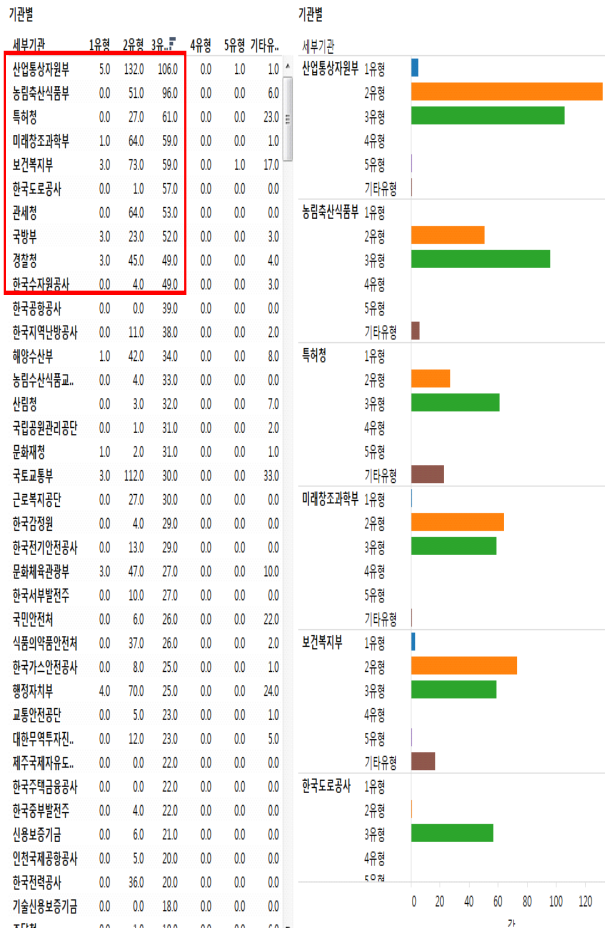 기관별
세부기관 1유형 2유형 3유.. 4유형 5유형 기타유..
산업통상자원부 5.0 132.0 106.0 0.0 1.0 1.0
농림축산식품부 0.0 51.0 96.0 0.0 0.0 6.0
특허청 0.0 27.0 61.0 0.0 0.0 23.0
미래창조과학부 1.0 64.0 59.0 0.0 0.0 1.0
보건복지부 3.0 73.0 59.0 0.0 1.0 17.0
한국도로공사 0.0 1.0 57.0 0.0 0.0 0.0
관세청 0.0 64.0 53.0 0.0 0.0 0.0
국방부 3.0 23.0 52.0 0.0 0.0 3.0
경찰청 3.0 45.0 49.0 0.0 0.0 4.0
한국수자원공사 0.0 4.0 49.0 0.0 0.0 3.0
한국공항공사 0.0 0.0 39.0 0.0 0.0 0.0
한국지역난방공사 0.0 11.0 38.0 0.0 0.0 2.0
해양수산부 1.0 42.0 34.0 0.0 0.0 8.0
농림수산식품교.. 0.0 4.0 33.0 0.0 0.0 0.0
산림청 0.0 3.0 32.0 0.0 0.0 7.0
국립공원관리공단 0.0 1.0 31.0 0.0 0.0 2.0
문화재청 1.0 2.0 31.0 0.0 0.0 1.0
국토교통부 3.0 112.0 30.0 0.0 0.0 33.0
근로복지공단 0.0 27.0 30.0 0.0 0.0 0.0
한국감정원 0.0 4.0 29.0 0.0 0.0 0.0
한국전기안전공사 0.0 13.0 29.0 0.0 0.0 0.0
문화체육관광부 3.0 47.0 27.0 0.0 0.0 10.0
한국서부발전주 0.0 10.0 27.0 0.0 0.0 0.0
국민안전처 0.0 6.0 26.0 0.0 0.0 22.0
식품의약품안전처 0.0 37.0 26.0 0.0 0.0 2.0
한국가스안전공사 0.0 8.0 25.0 0.0 0.0 1.0
행정자치부 4.0 70.0 25.0 0.0 0.0 24.0
교통안전공단 0.0 5.0 23.0 0.0 0.0 1.0
대한무역투자진.. 0.0 12.0 23.0 0.0 0.0 5.0
제주국제자유도.. 0.0 0.0 22.0 0.0 0.0 0.0
한국주택금융공사 0.0 0.0 22.0 0.0 0.0 0.0
한국중부발전주 0.0 4.0 22.0 0.0 0.0 0.0
신용보증기금 0.0 6.0 21.0 0.0 0.0 0.0
인천국제공항공사 0.0 5.0 20.0 0.0 0.0 0.0
한국전력공사 0.0 36.0 20.0 0.0 0.0 0.0
기술신용보증기금 0.0 0.0 18.0 0.0 0.0 0.0
기관별
세부기관
산업통상자원부 1유형
2유형
3유형
4유형
5유형
기타유형
농림축산식품부 1유형
2유형
3유형
4유형
5유형
기타유형
특허청 1유형
2유형
3유형
4유형
5유형
기타유형
미래창조과학부 1유형
2유형
3유형
4유형
5유형
기타유형
보건복지부 1유형
2유형
3유형
4유형
5유형
기타유형
한국도로공사 1유형
2유형
3유형
4유형
5유형
0 20 40 60 80 100 120